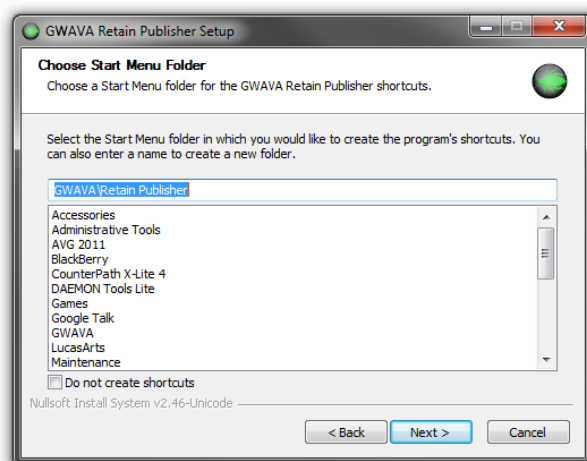 GWAVA Retain Publisher Setup
Choose Start Menu Folder
Choose a Start Menu folder for the GWAVA Retain Publisher shortcuts.
Select the Start Menu folder in which you would like to create the program's shortcuts. You
can also enter a name to create a new folder.
GWAVA\Retain Publisher
Accessories
Administrative Tools
AVG 2011
BlackBerry
CounterPath X-Lite 4
DAEMON Tools Lite
Games
Google Talk
GWAVA
LucasArts
Maintenance
Do not create shortcuts
Nullsoft Install System v2.46-Unicode
< Back Next > Cancel